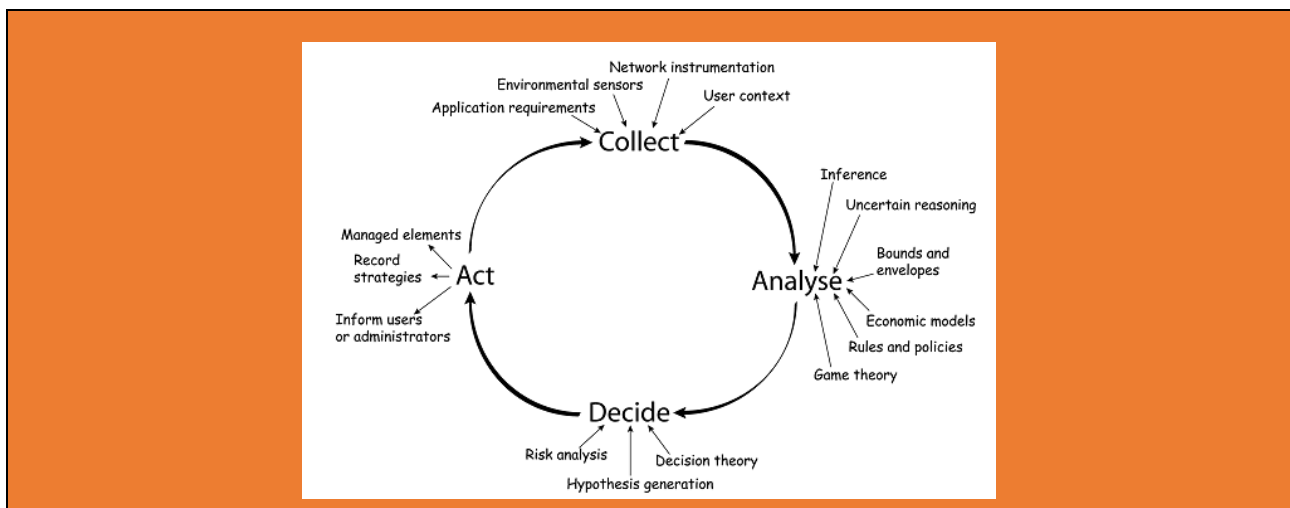 Network instrumentation
Environmental sensors
User context
Application requirements
Collect
Inference
Uncertain reasoning
Bounds and
envelopes
Analyse
Economic models
Rules and policies
Game theory
Decide
Risk analysis
Decision theory
Hypothesis generation
Managed elements
Record
strategies
Act
Inform users
or administrators